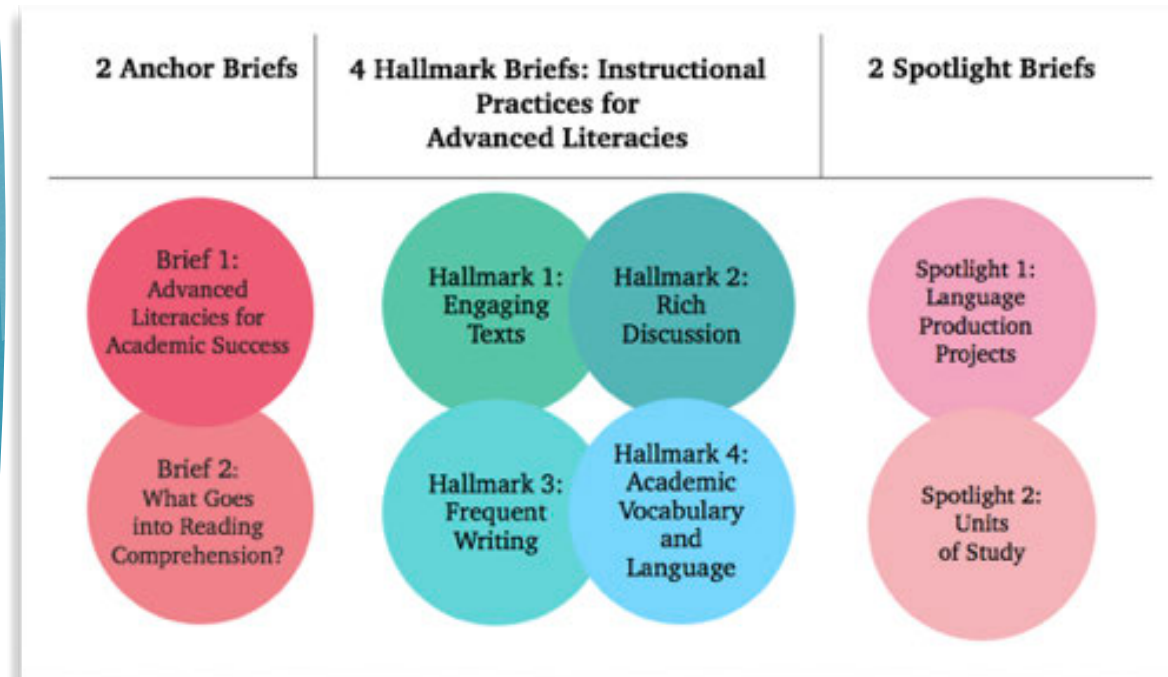 2 Anchor Briefs
4 Hallmark Briefs: Instructional
Practices for
Advanced Literacies
2 Spotlight Briefs
Brief 1:
Advanced
Literacies for
Academic Success
Brief 2:
What Goes
into Reading
Comprehension?
Hallmark 1:
Engaging
Texts
Hallmark 2:
Rich
Discussion
Hallmark 3:
Frequent
Writing
Hallmark 4:
Academic
Vocabulary
and
Language
Spotlight 1:
Language
Production
Projects
Spotlight 2:
Units
of Study